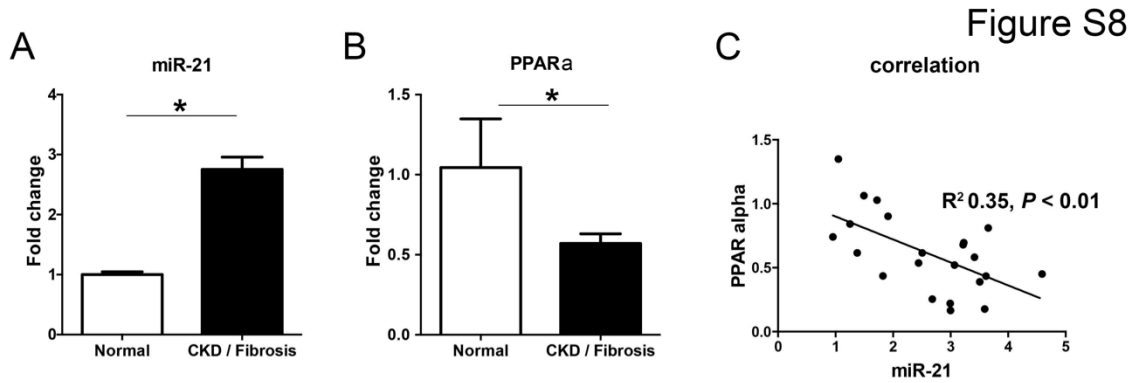 Figure S8
A
miR-21
*
Fold change
4
3
2
1
0
Normal
CKD / Fibrosis
B
PPARa
*
Fold change
1.5
1.0
0.5
0.0
Normal
CKD / Fibrosis
C
correlation
R² 0.35, P < 0.01
PPAR alpha
1.5
1.0
0.5
0.0
0 1 2 3 4 5
miR-21